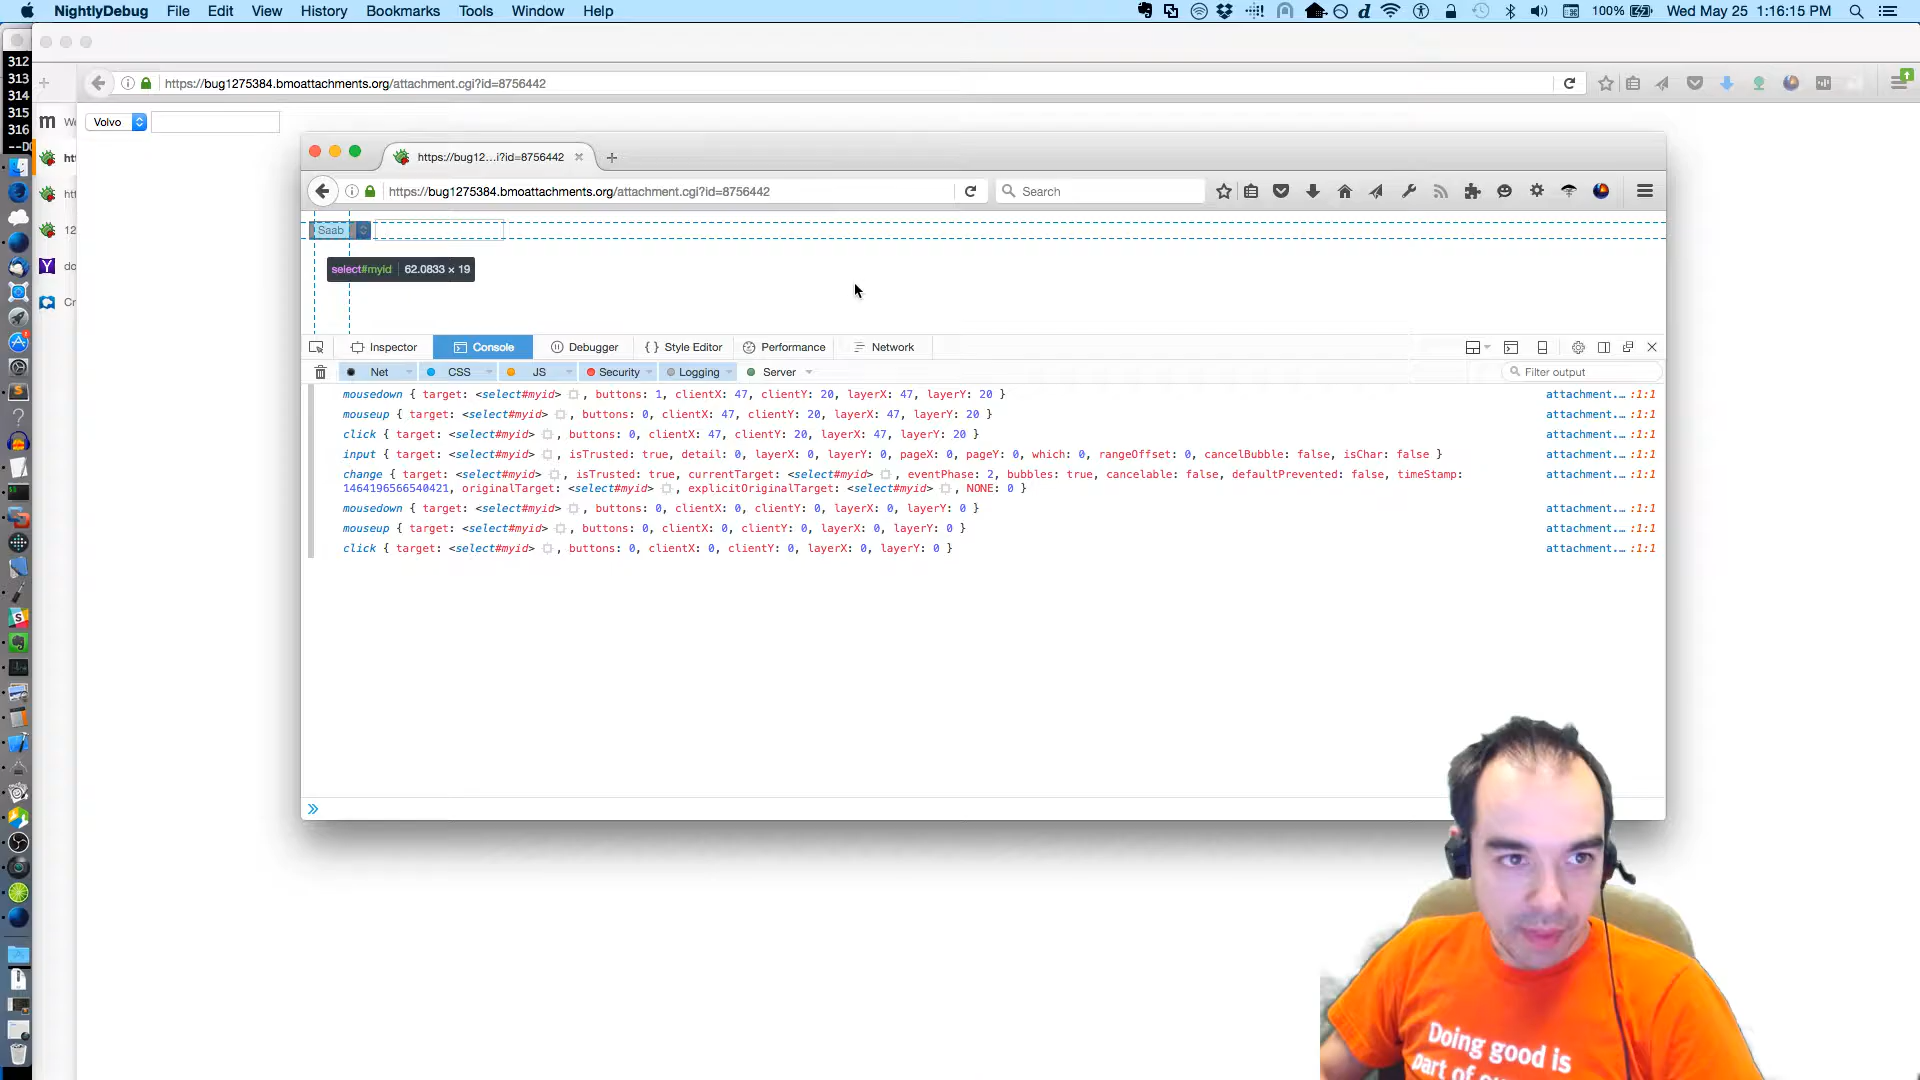 NightlyDebug File Edit View History Bookmarks Tools Window Help 100% Wed May 25 1:16:15 PM
312
313
314
315
316
https://bug1275384.bmoattachments.org/attachment.cgi?id=8756442
Volvo
https://bug12...i?id=8756442
https://bug1275384.bmoattachments.org/attachment.cgi?id=8756442 Search
Saab
select#myid 62.0833 × 19
Inspector Console Debugger Style Editor Performance Network
Net CSS JS Security Logging Server Filter output
mousedown { target: <select#myid> , buttons: 1, clientX: 47, clientY: 20, layerX: 47, layerY: 20 } attachment.…:1:1
mouseup { target: <select#myid> , buttons: 0, clientX: 47, clientY: 20, layerX: 47, layerY: 20 } attachment.…:1:1
click { target: <select#myid> , buttons: 0, clientX: 47, clientY: 20, layerX: 47, layerY: 20 } attachment.…:1:1
input { target: <select#myid> , isTrusted: true, detail: 0, layerX: 0, layerY: 0, pageX: 0, pageY: 0, which: 0, rangeOffset: 0, cancelBubble: false, isChar: false } attachment.…:1:1
change { target: <select#myid> , isTrusted: true, currentTarget: <select#myid> , eventPhase: 2, bubbles: true, cancelable: false, defaultPrevented: false, timeStamp: attachment.…:1:1
1464196566540421, originalTarget: <select#myid> , explicitOriginalTarget: <select#myid> , NONE: 0 }
mousedown { target: <select#myid> , buttons: 0, clientX: 0, clientY: 0, layerX: 0, layerY: 0 } attachment.…:1:1
mouseup { target: <select#myid> , buttons: 0, clientX: 0, clientY: 0, layerX: 0, layerY: 0 } attachment.…:1:1
click { target: <select#myid> , buttons: 0, clientX: 0, clientY: 0, layerX: 0, layerY: 0 } attachment.…:1:1
Doing good is
part of